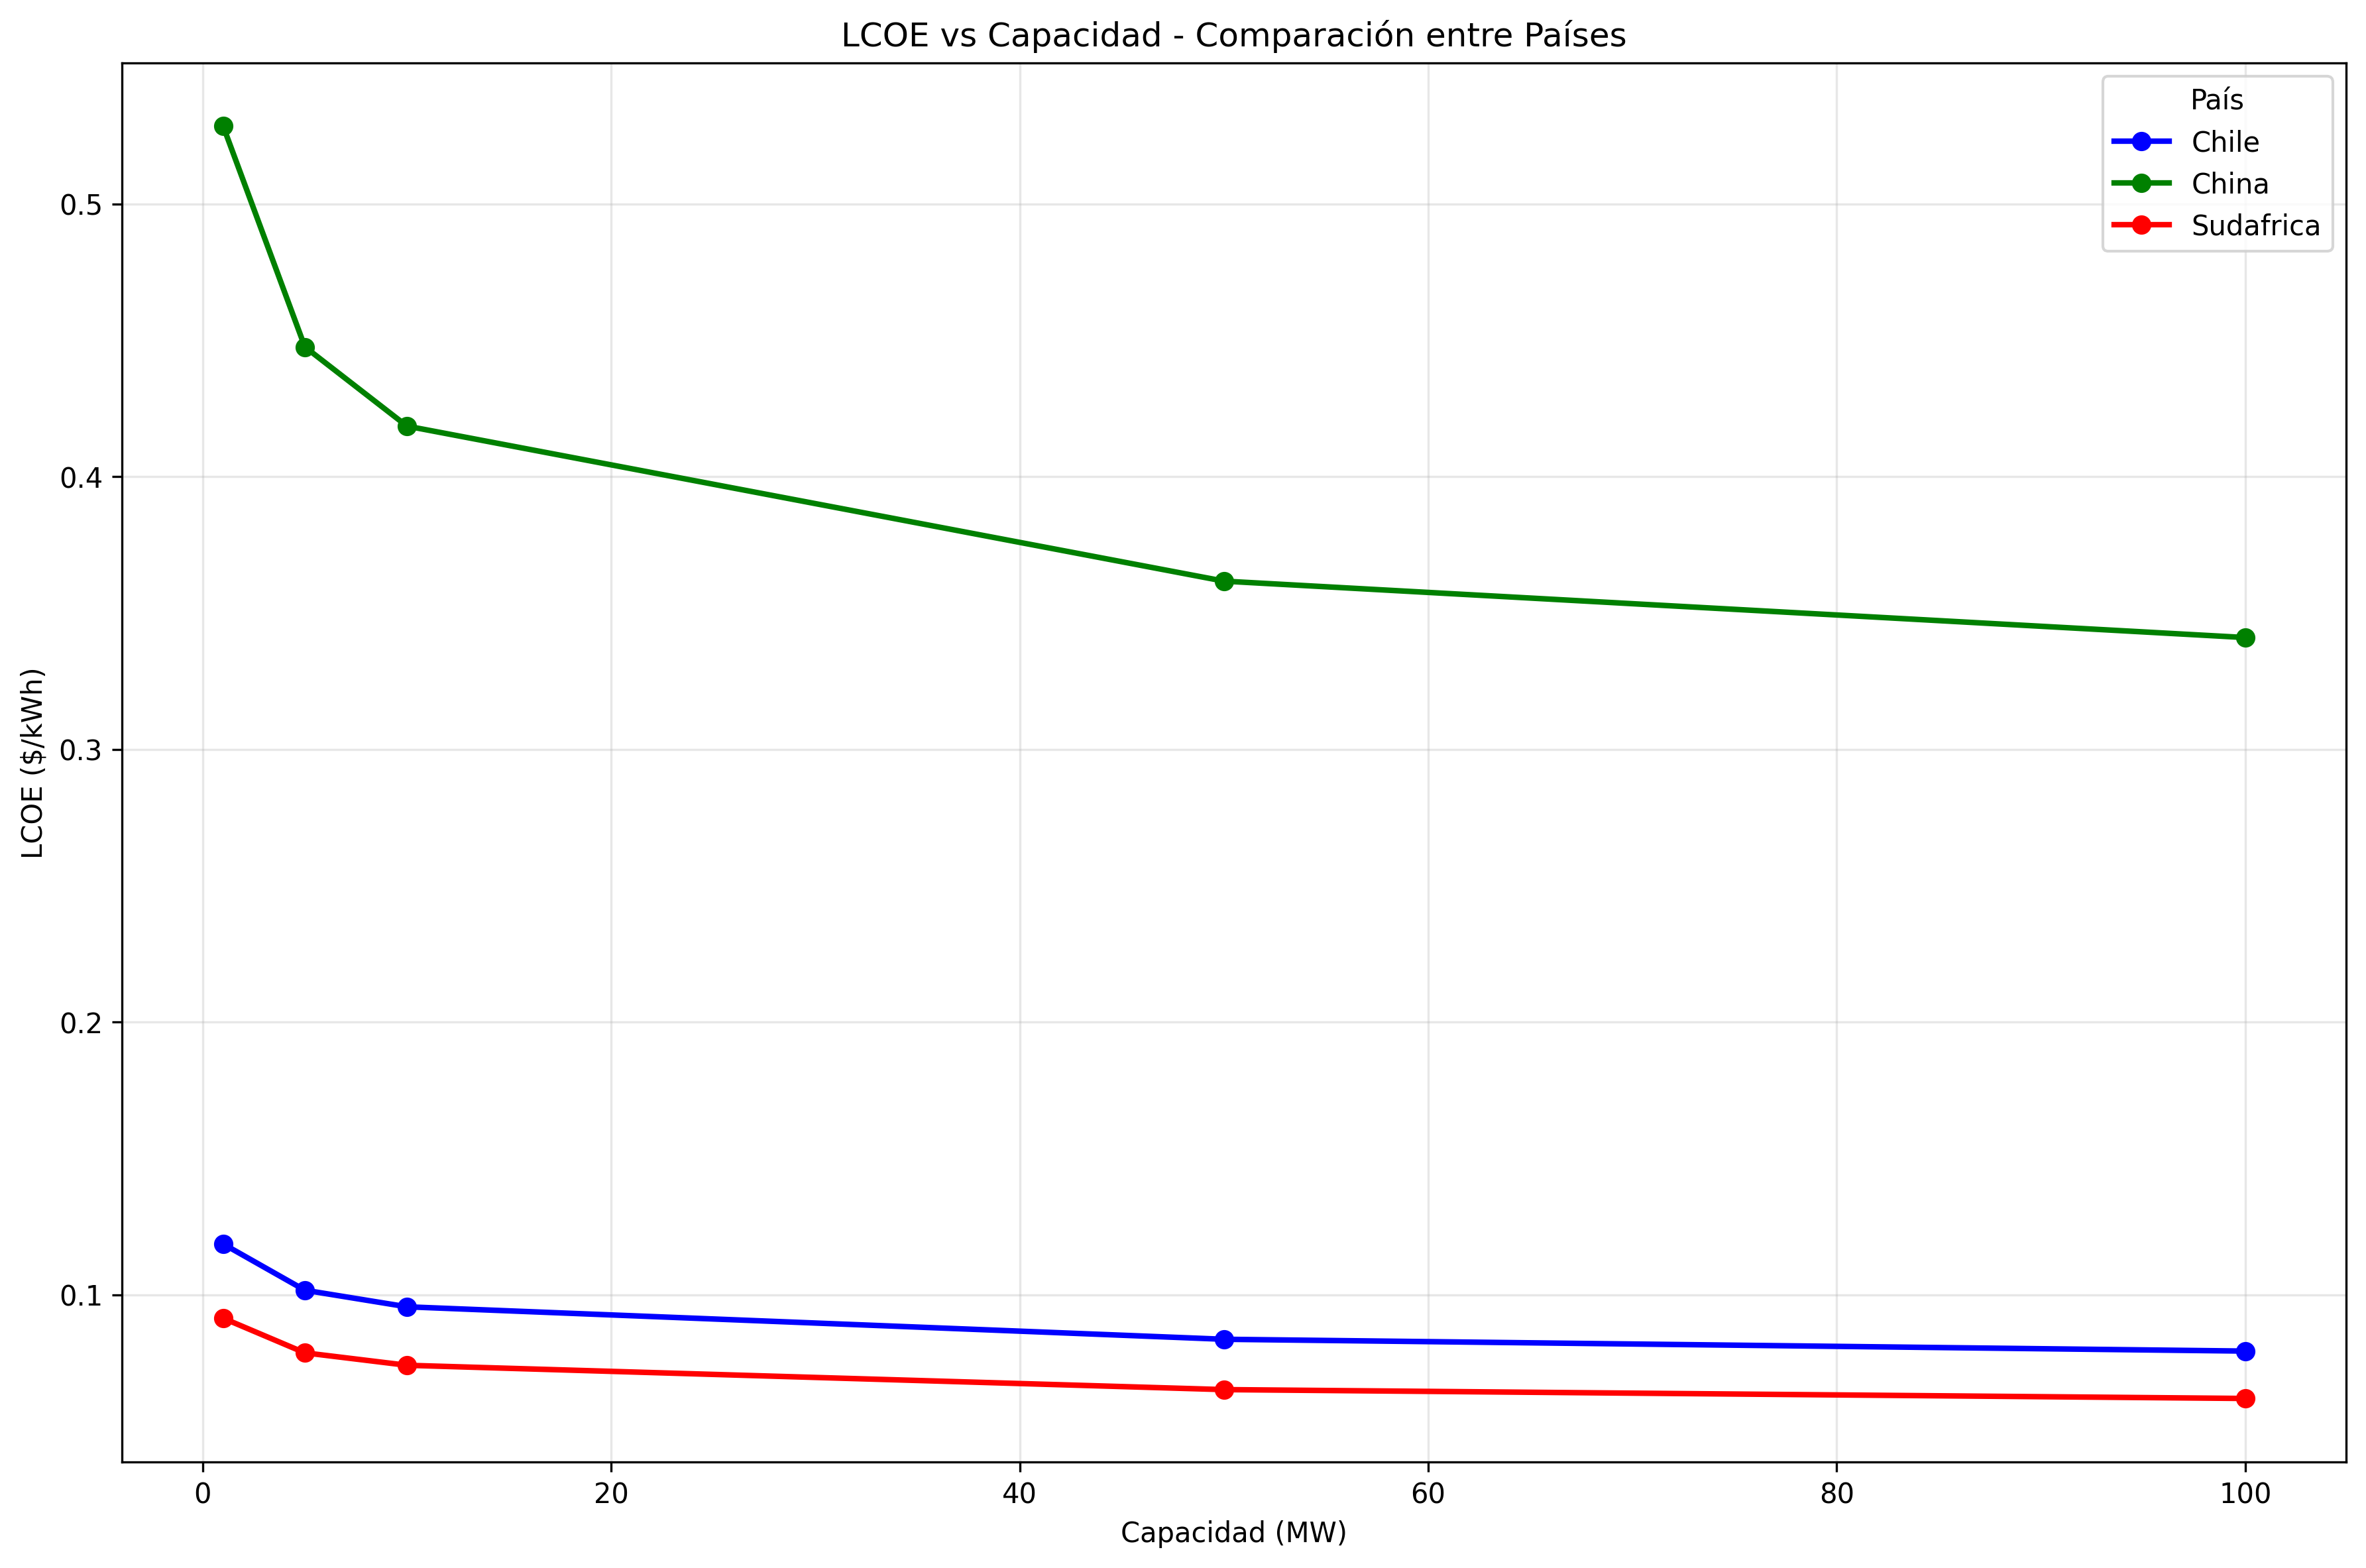 LCOE vs Capacidad - Comparación entre Países
País
Chile
China
Sudafrica
0.5
0.4
0.3
0.2
0.1
LCOE ($/kWh)
0 20 40 60 80 100
Capacidad (MW)